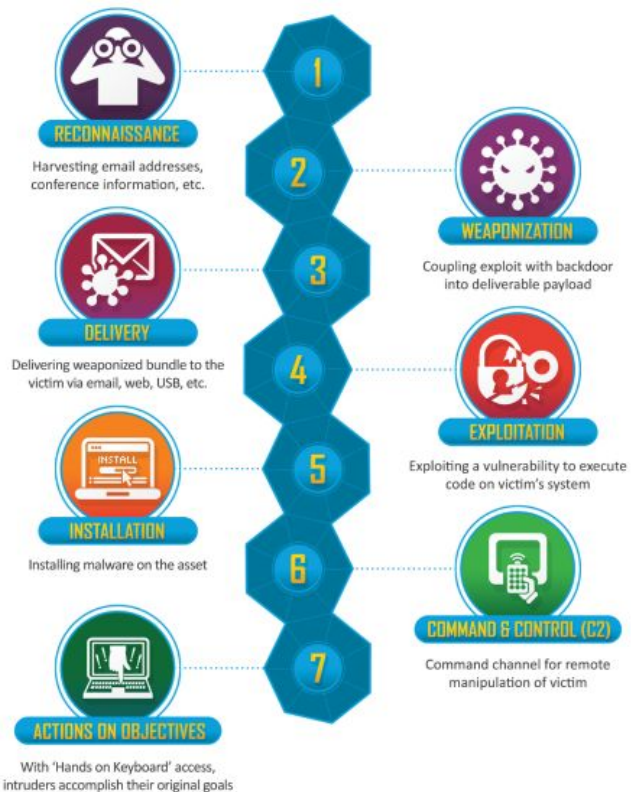 1
RECONNAISSANCE
Harvesting email addresses,
conference information, etc.
2
WEAPONIZATION
Coupling exploit with backdoor
into deliverable payload
3
DELIVERY
Delivering weaponized bundle to the
victim via email, web, USB, etc.
4
EXPLOITATION
Exploiting a vulnerability to execute
code on victim's system
5
INSTALL
INSTALLATION
Installing malware on the asset
6
COMMAND & CONTROL (C2)
Command channel for remote
manipulation of victim
7
ACTIONS ON OBJECTIVES
With 'Hands on Keyboard' access,
intruders accomplish their original goals